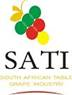 SATI
SOUTH AFRICAN TABLE
GRAPE INDUSTRY